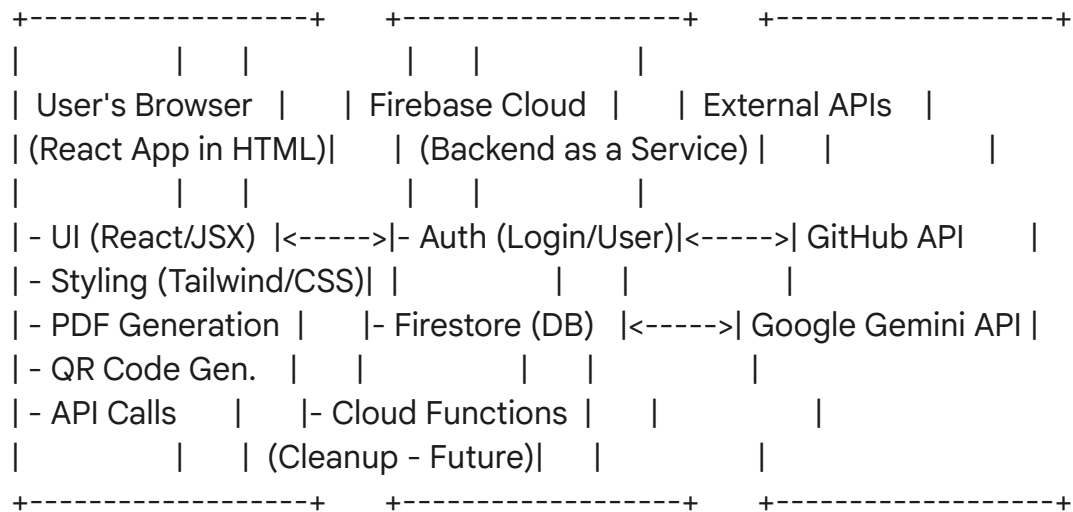 +-------------------+ +-------------------+ +-------------------+
| | | | | |
| User's Browser | | Firebase Cloud | | External APIs |
| (React App in HTML)| | (Backend as a Service) | | |
| | | | | |
| - UI (React/JSX) |<----->|- Auth (Login/User)|<----->| GitHub API |
| - Styling (Tailwind/CSS)| | | | |
| - PDF Generation | |- Firestore (DB) |<----->| Google Gemini API |
| - QR Code Gen. | | | | |
| - API Calls | |- Cloud Functions | | |
| | | (Cleanup - Future)| | |
+-------------------+ +-------------------+ +-------------------+